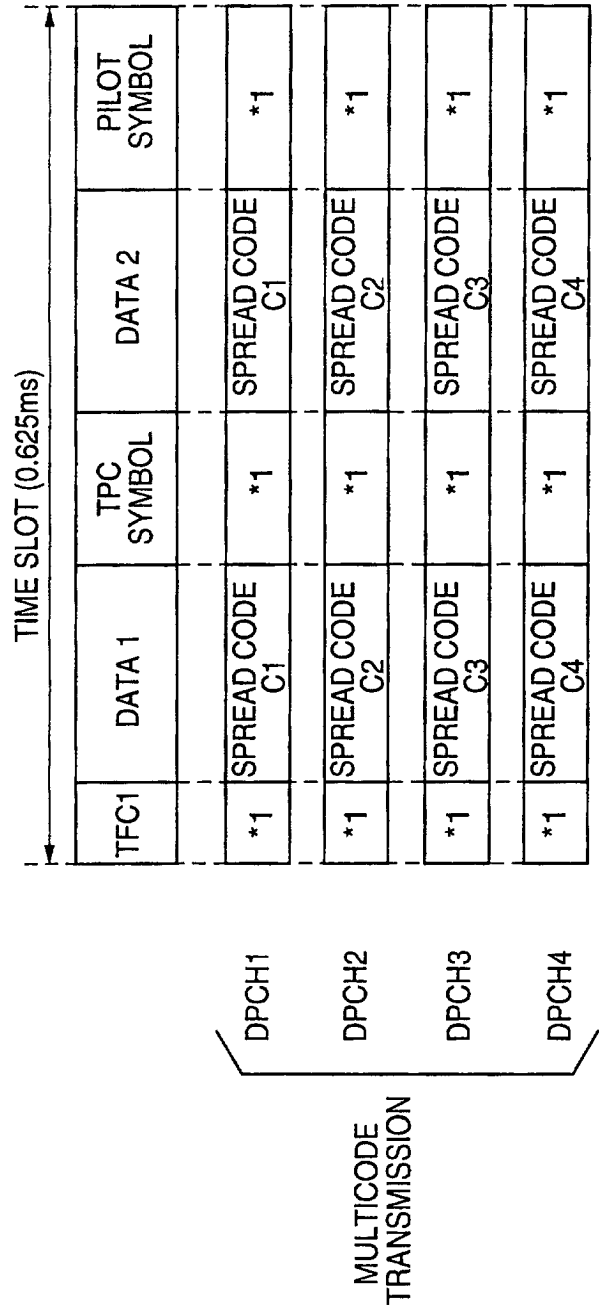 TIME SLOT (0.625ms)
TFC1 DATA 1 TPC SYMBOL DATA 2 PILOT SYMBOL
MULTICODE TRANSMISSION
DPCH1 *1 SPREAD CODE C1 *1 SPREAD CODE C1 *1
DPCH2 *1 SPREAD CODE C2 *1 SPREAD CODE C2 *1
DPCH3 *1 SPREAD CODE C3 *1 SPREAD CODE C3 *1
DPCH4 *1 SPREAD CODE C4 *1 SPREAD CODE C4 *1